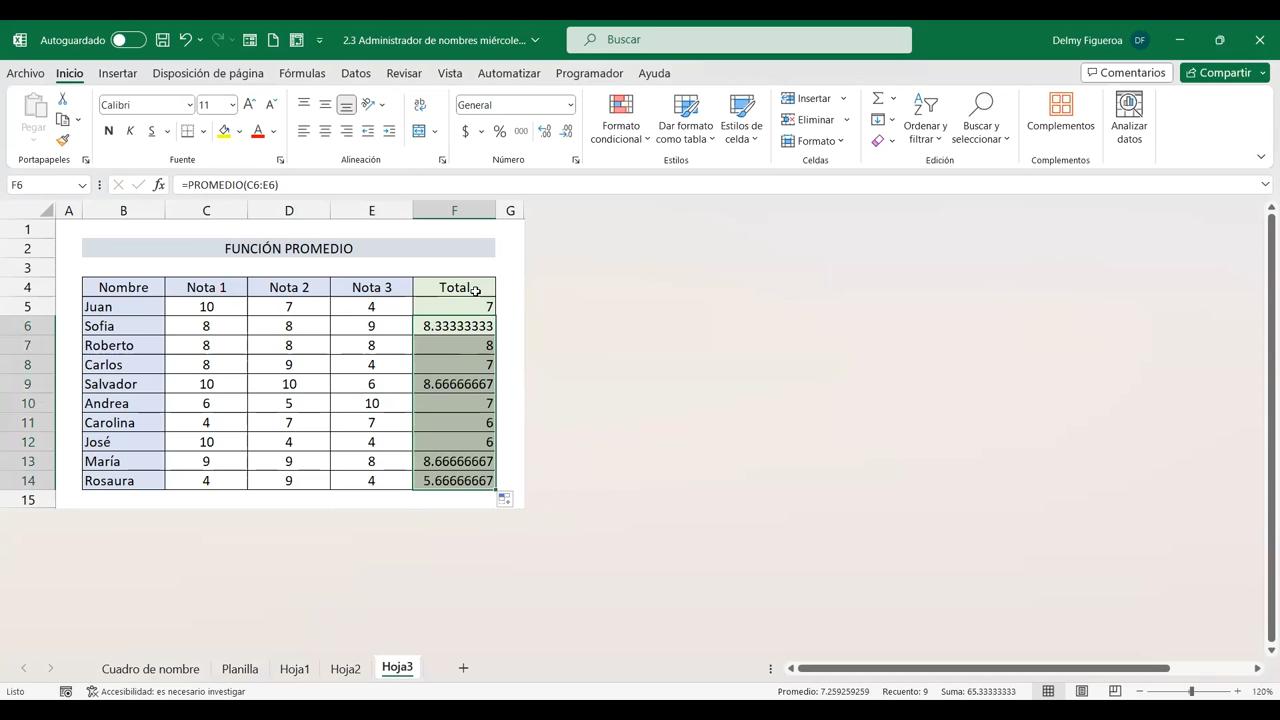 Autoguardado 2.3 Administrador de nombres miércole... Buscar Delmy Figueroa DF
Archivo Inicio Insertar Disposición de página Fórmulas Datos Revisar Vista Automatizar Programador Ayuda Comentarios Compartir
Pegar Calibri 11 N K S General Formato condicional Dar formato como tabla Estilos de celda Insertar Eliminar Formato Ordenar y filtrar Buscar y seleccionar Complementos Analizar datos
Portapapeles Fuente Alineación Número Estilos Celdas Edición Complementos
F6 fx =PROMEDIO(C6:E6)
A B C D E F G
1
2 FUNCIÓN PROMEDIO
3
4 Nombre Nota 1 Nota 2 Nota 3 Total
5 Juan 10 7 4 7
6 Sofia 8 8 9 8.33333333
7 Roberto 8 8 8 8
8 Carlos 8 9 4 7
9 Salvador 10 10 6 8.66666667
10 Andrea 6 5 10 7
11 Carolina 4 7 7 6
12 José 10 4 4 6
13 María 9 9 8 8.66666667
14 Rosaura 4 9 4 5.66666667
15
Cuadro de nombre Planilla Hoja1 Hoja2 Hoja3
Listo Accesibilidad: es necesario investigar Promedio: 7.259259259 Recuento: 9 Suma: 65.33333333 120%